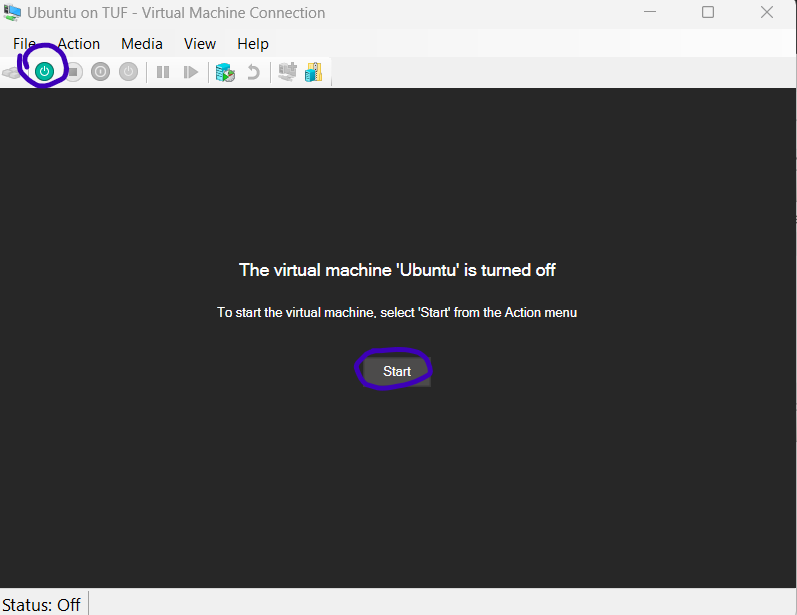 Ubuntu on TUF - Virtual Machine Connection
File Action Media View Help
The virtual machine 'Ubuntu' is turned off
To start the virtual machine, select 'Start' from the Action menu
Start
Status: Off